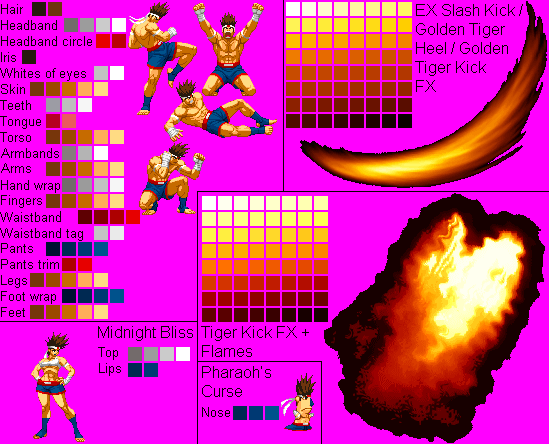 Hair
Headband
Headband circle
Iris
Whites of eyes
Skin
Teeth
Tongue
Torso
Armbands
Arms
Hand wrap
Fingers
Waistband
Waistband tag
Pants
Pants trim
Legs
Foot wrap
Feet
EX Slash Kick /
Golden Tiger
Heel / Golden
Tiger Kick
FX
Midnight Bliss
Top
Lips
Tiger Kick FX +
Flames
Pharaoh's
Curse
Nose